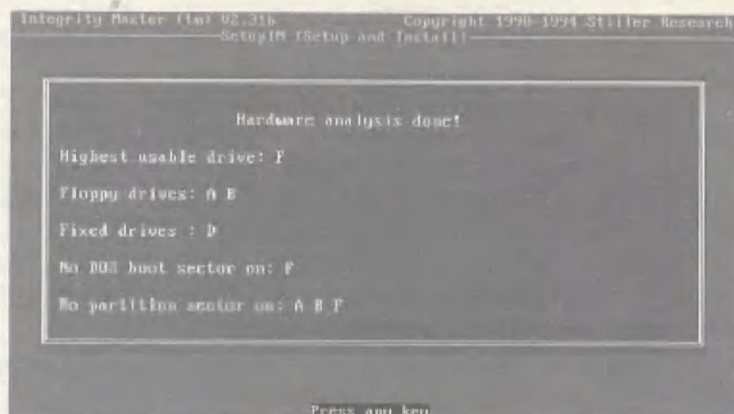 Integrity Master (tm) V2.31b Copyright 1990-1994 Stiller Research
SetupIM (Setup and Install)
Hardware analysis done!
Highest usable drive: F
Floppy drives: A B
Fixed drives : D
No DOS boot sector on: F
No partition sector on: A B F
Press any key